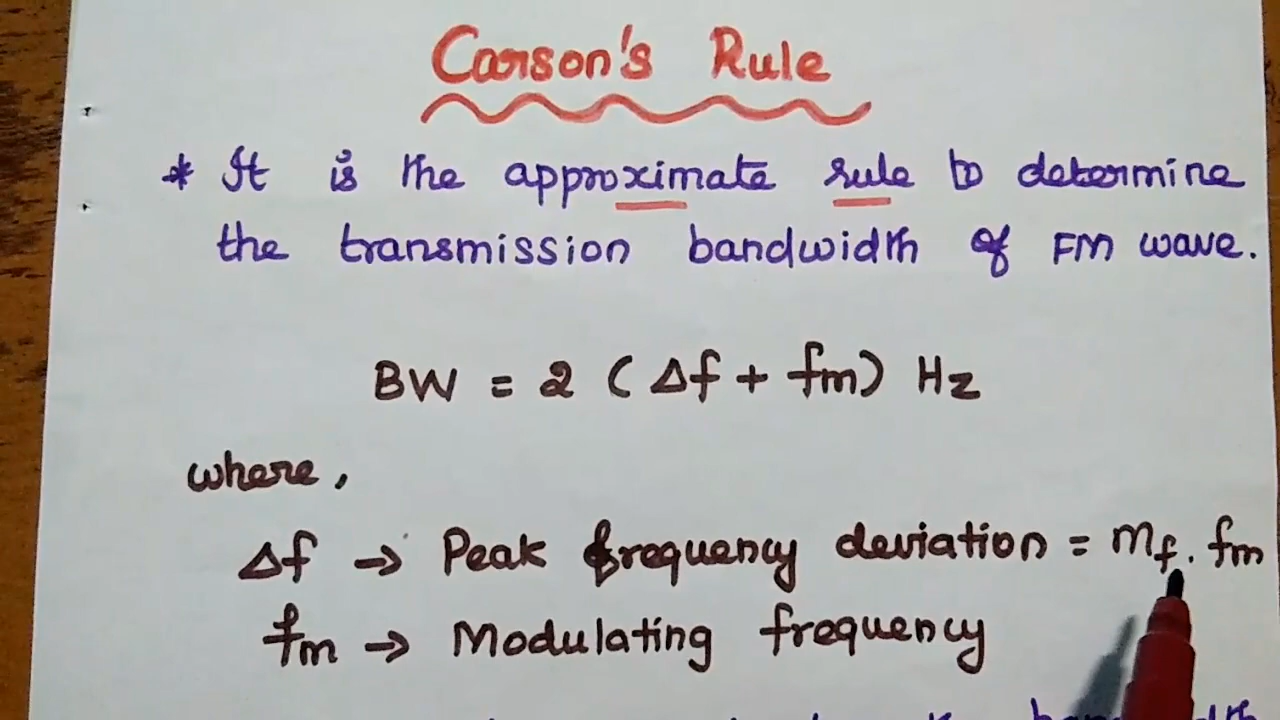 Carson's Rule
* It is the approximate rule to determine
the transmission bandwidth of FM wave.
BW = 2 (Δf + fm) Hz
where,
Δf → Peak frequency deviation = mf. fm
fm → Modulating frequency